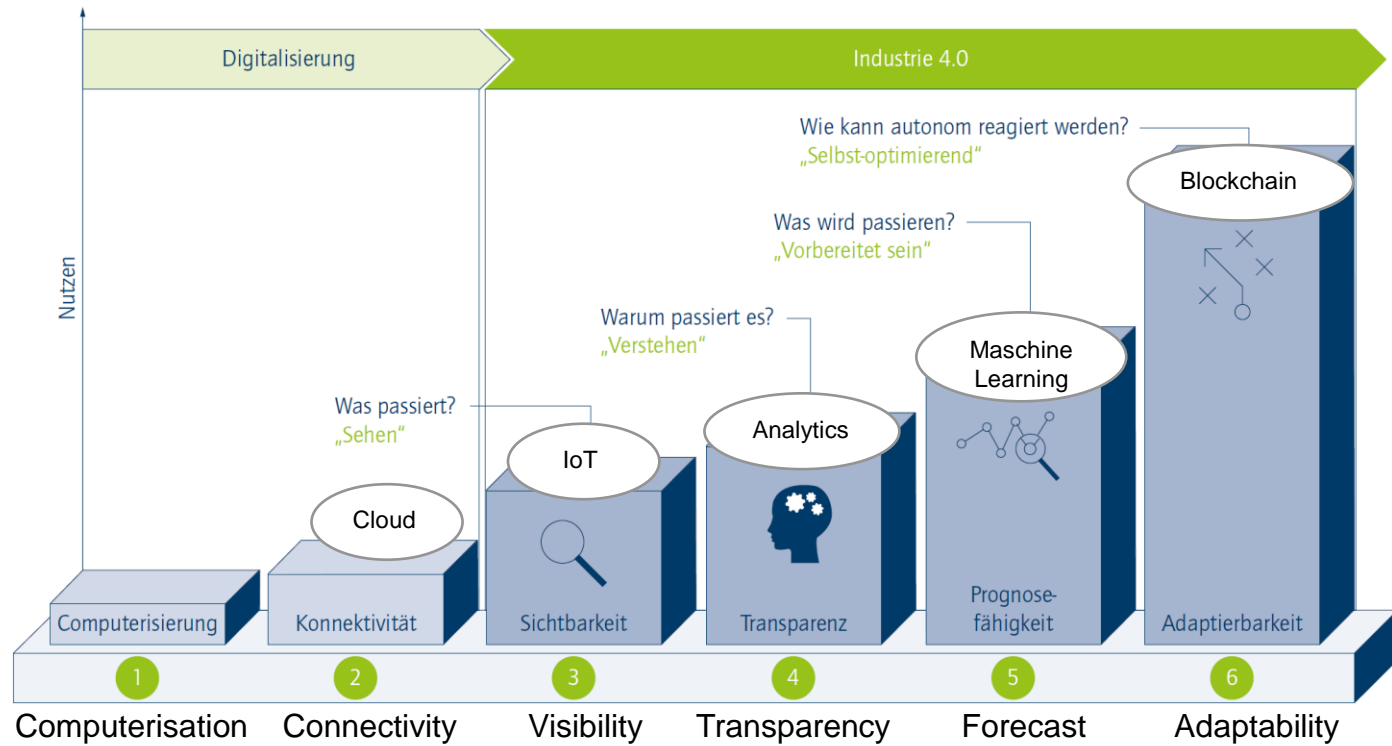 Digitalisierung
Industrie 4.0
Nutzen
Wie kann autonom reagiert werden?
„Selbst-optimierend“
Blockchain
Was wird passieren?
„Vorbereitet sein“
Warum passiert es?
„Verstehen“
Maschine
Learning
Was passiert?
„Sehen“
Analytics
IoT
Cloud
Computerisierung
Konnektivität
Sichtbarkeit
Transparenz
Prognose-
fähigkeit
Adaptierbarkeit
1
2
3
4
5
6
Computerisation
Connectivity
Visibility
Transparency
Forecast
Adaptability